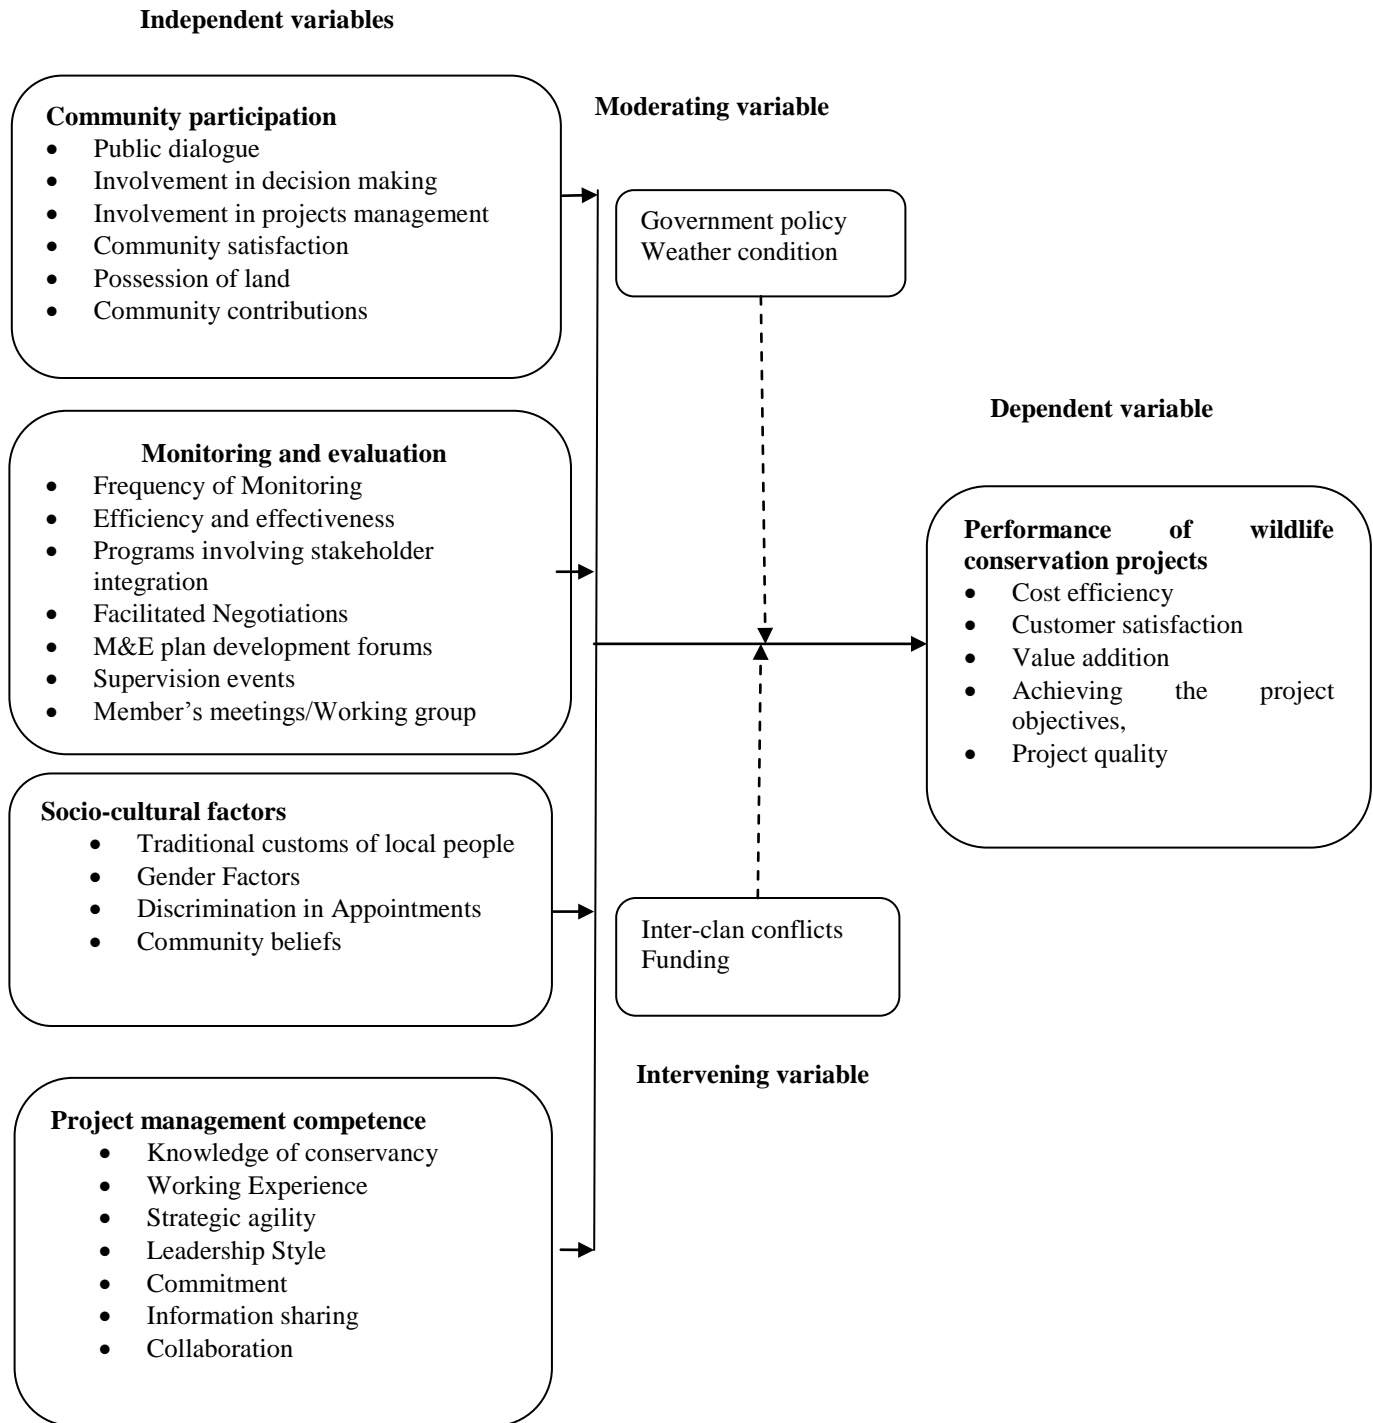 Independent variables
Community participation
• Public dialogue
• Involvement in decision making
• Involvement in projects management
• Community satisfaction
• Possession of land
• Community contributions
Monitoring and evaluation
• Frequency of Monitoring
• Efficiency and effectiveness
• Programs involving stakeholder
integration
• Facilitated Negotiations
• M&E plan development forums
• Supervision events
• Member’s meetings/Working group
Socio-cultural factors
• Traditional customs of local people
• Gender Factors
• Discrimination in Appointments
• Community beliefs
Project management competence
• Knowledge of conservancy
• Working Experience
• Strategic agility
• Leadership Style
• Commitment
• Information sharing
• Collaboration
Moderating variable
Government policy
Weather condition
Inter-clan conflicts
Funding
Intervening variable
Dependent variable
Performance of wildlife
conservation projects
• Cost efficiency
• Customer satisfaction
• Value addition
• Achieving the project
objectives,
• Project quality